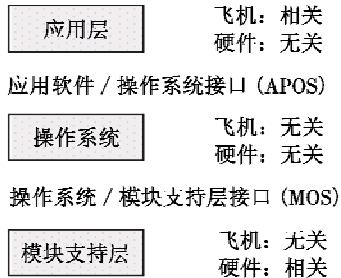 飞机：相关
应用层
硬件：无关
应用软件/操作系统接口(APOS)
飞机：无关
操作系统
硬件：无关
操作系统/模块支持层接口(MOS)
飞机：无关
模块支持层
硬件：相关